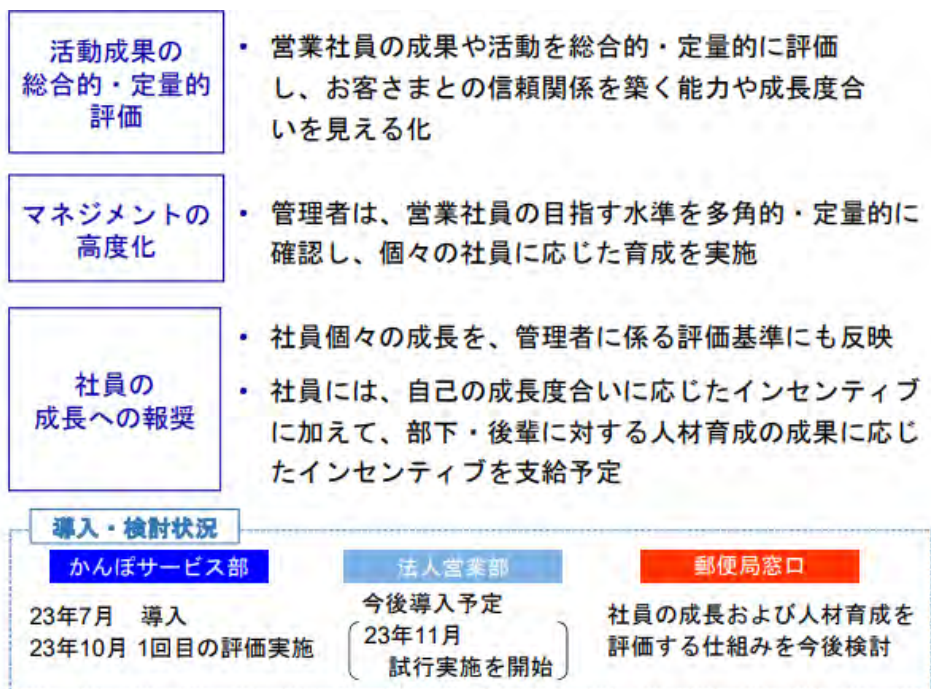 活動成果の
総合的・定量的
評価
• 営業社員の成果や活動を総合的・定量的に評価
し、お客さまとの信頼関係を築く能力や成長度合
いを見える化
マネジメントの
高度化
• 管理者は、営業社員の目指す水準を多角的・定量的に
確認し、個々の社員に応じた育成を実施
社員の
成長への報奨
• 社員個々の成長を、管理者に係る評価基準にも反映
• 社員には、自己の成長度合いに応じたインセンティブ
に加えて、部下・後輩に対する人材育成の成果に応じ
たインセンティブを支給予定
導入・検討状況
かんぽサービス部
23年7月 導入
23年10月 1回目の評価実施
法人営業部
今後導入予定
23年11月
試行実施を開始
郵便局窓口
社員の成長および人材育成を
評価する仕組みを今後検討